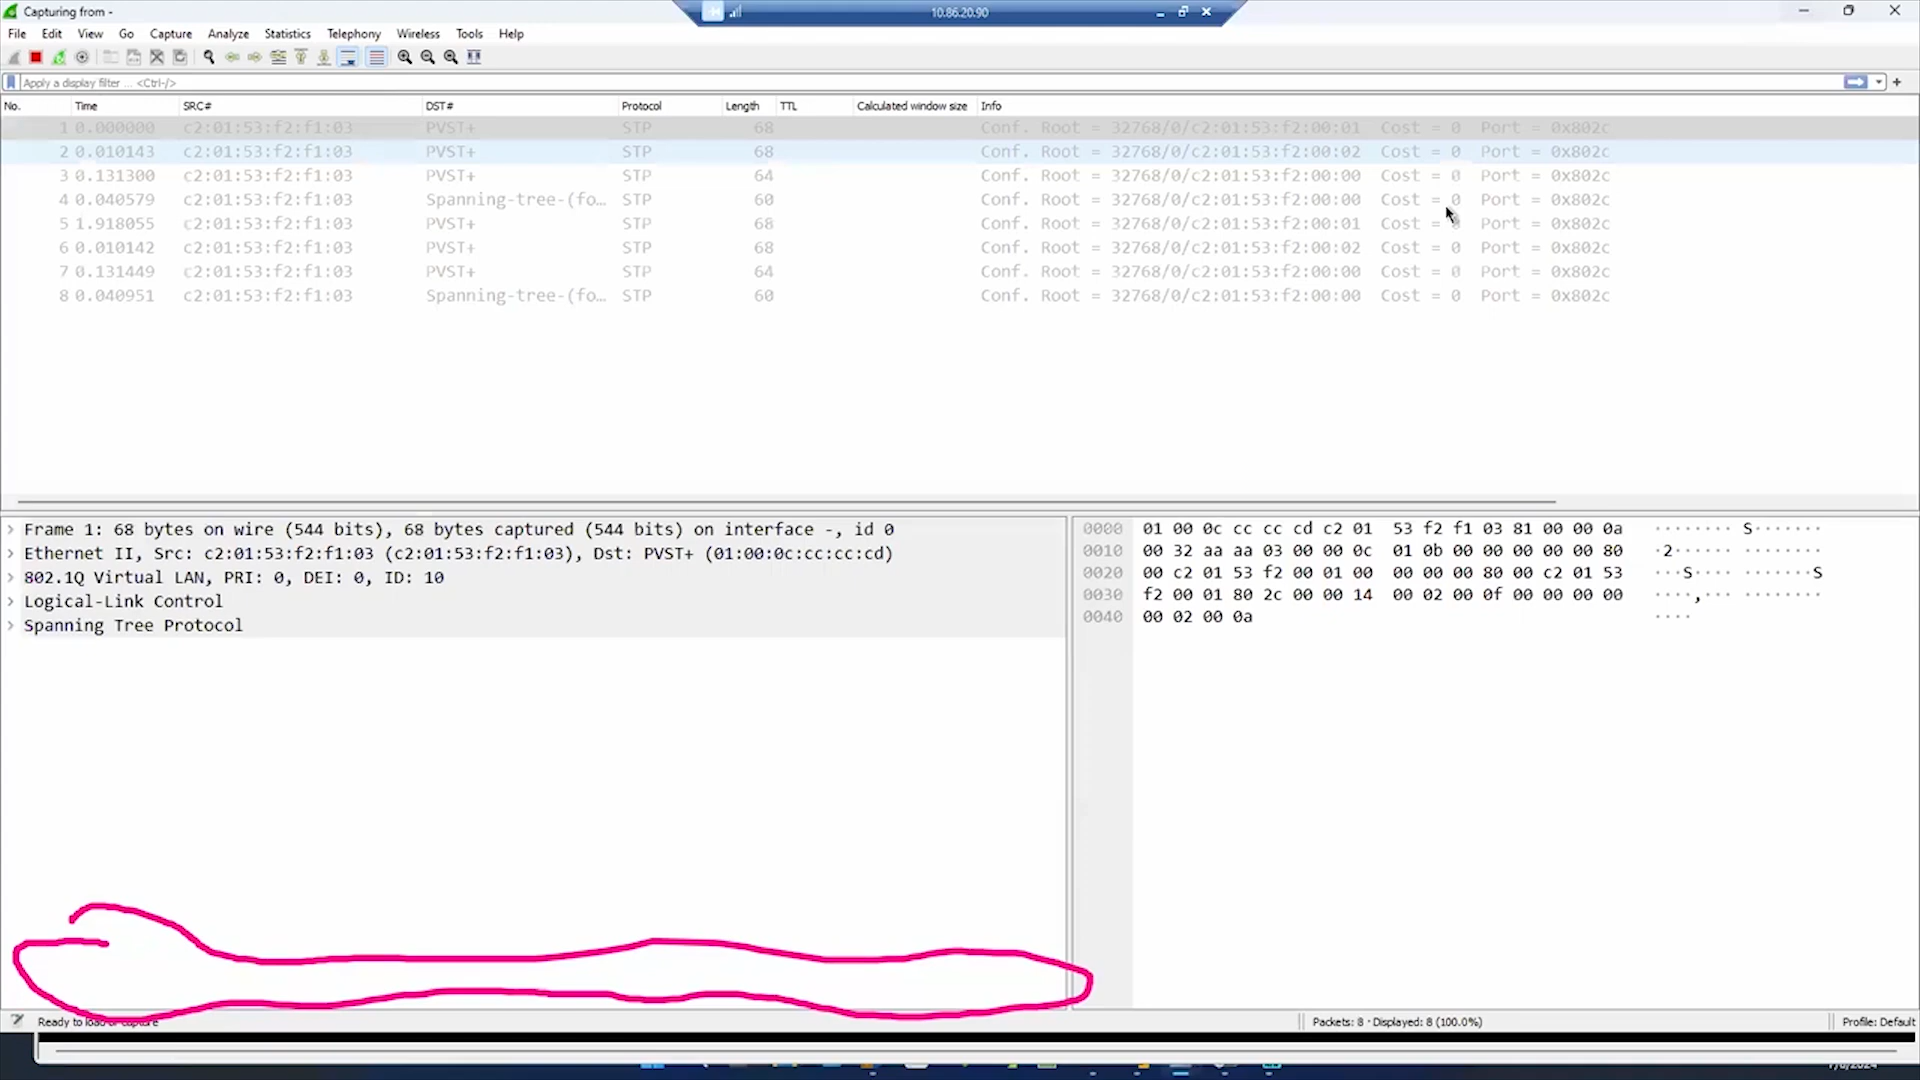 Capturing from -
10.86.20.90
File Edit View Go Capture Analyze Statistics Telephony Wireless Tools Help
Apply a display filter ... <Ctrl-/>
No. Time SRC# DST# Protocol Length TTL Calculated window size Info
1 0.000000 c2:01:53:f2:f1:03 PVST+ STP 68 Conf. Root = 32768/0/c2:01:53:f2:00:01 Cost = 0 Port = 0x802c
2 0.010143 c2:01:53:f2:f1:03 PVST+ STP 68 Conf. Root = 32768/0/c2:01:53:f2:00:02 Cost = 0 Port = 0x802c
3 0.131300 c2:01:53:f2:f1:03 PVST+ STP 64 Conf. Root = 32768/0/c2:01:53:f2:00:00 Cost = 0 Port = 0x802c
4 0.040579 c2:01:53:f2:f1:03 Spanning-tree-(fo… STP 60 Conf. Root = 32768/0/c2:01:53:f2:00:00 Cost = 0 Port = 0x802c
5 1.918055 c2:01:53:f2:f1:03 PVST+ STP 68 Conf. Root = 32768/0/c2:01:53:f2:00:01 Cost = 0 Port = 0x802c
6 0.010142 c2:01:53:f2:f1:03 PVST+ STP 68 Conf. Root = 32768/0/c2:01:53:f2:00:02 Cost = 0 Port = 0x802c
7 0.131449 c2:01:53:f2:f1:03 PVST+ STP 64 Conf. Root = 32768/0/c2:01:53:f2:00:00 Cost = 0 Port = 0x802c
8 0.040951 c2:01:53:f2:f1:03 Spanning-tree-(fo… STP 60 Conf. Root = 32768/0/c2:01:53:f2:00:00 Cost = 0 Port = 0x802c
Frame 1: 68 bytes on wire (544 bits), 68 bytes captured (544 bits) on interface -, id 0
Ethernet II, Src: c2:01:53:f2:f1:03 (c2:01:53:f2:f1:03), Dst: PVST+ (01:00:0c:cc:cc:cd)
802.1Q Virtual LAN, PRI: 0, DEI: 0, ID: 10
Logical-Link Control
Spanning Tree Protocol
0000 01 00 0c cc cc cd c2 01 53 f2 f1 03 81 00 00 0a ········ S·······
0010 00 32 aa aa 03 00 00 0c 01 0b 00 00 00 00 00 80 ·2······ ········
0020 00 c2 01 53 f2 00 01 00 00 00 00 80 00 c2 01 53 ···S···· ·······S
0030 f2 00 01 80 2c 00 00 14 00 02 00 0f 00 00 00 00 ····,··· ········
0040 00 02 00 0a ····
Ready to load or capture
Packets: 8 · Displayed: 8 (100.0%)
Profile: Default